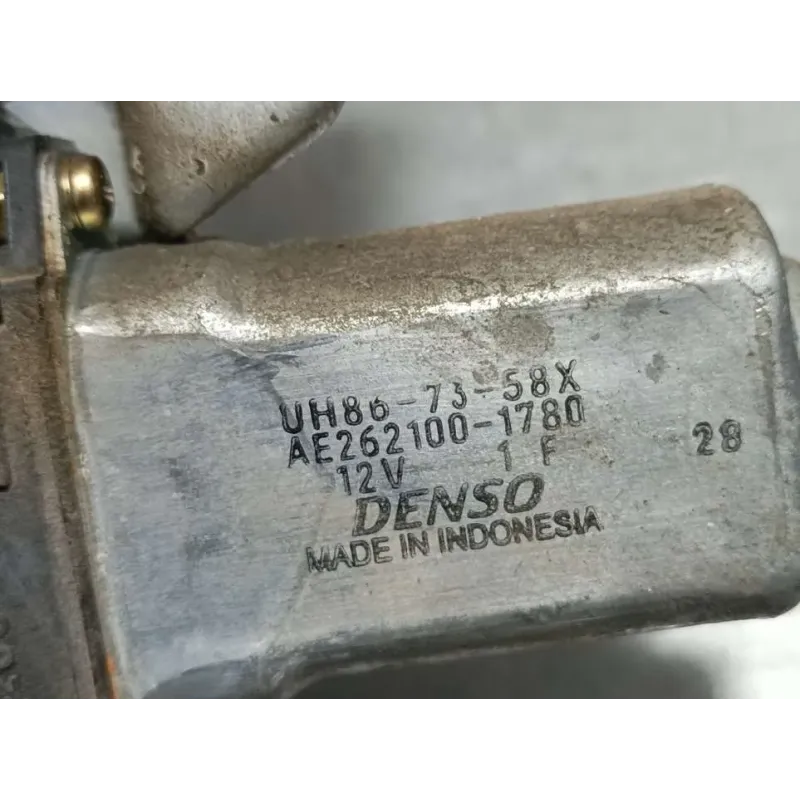 UH86-73-58X
AE262100-1780
12V 1 F 28
DENSO
MADE IN INDONESIA